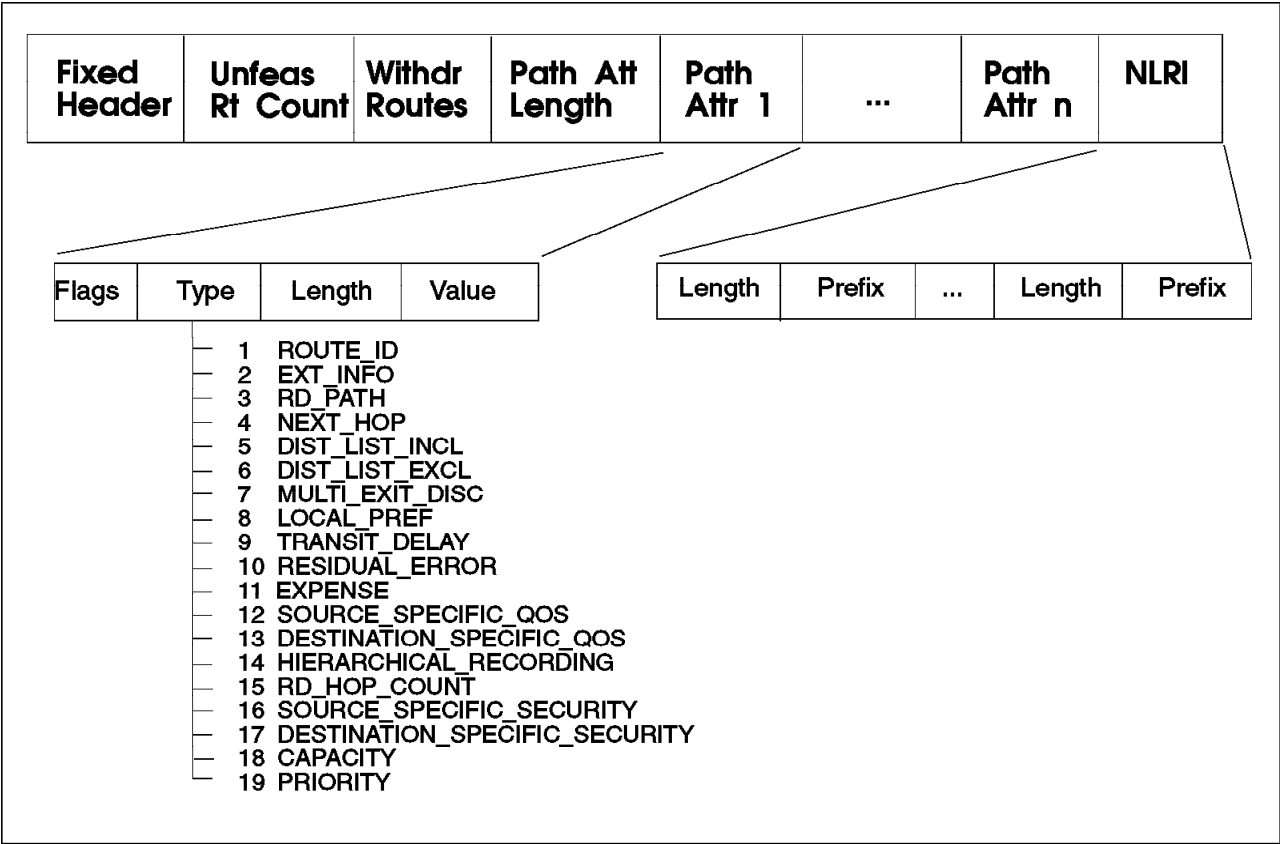 Fixed Header
Unfeas Rt Count
Withdr Routes
Path Att Length
Path Attr 1
...
Path Attr n
NLRI
Flags Type Length Value
Length Prefix ... Length Prefix
1 ROUTE_ID
2 EXT_INFO
3 RD_PATH
4 NEXT_HOP
5 DIST_LIST_INCL
6 DIST_LIST_EXCL
7 MULTI_EXIT_DISC
8 LOCAL_PREF
9 TRANSIT_DELAY
10 RESIDUAL_ERROR
11 EXPENSE
12 SOURCE_SPECIFIC_QOS
13 DESTINATION_SPECIFIC_QOS
14 HIERARCHICAL_RECORDING
15 RD_HOP_COUNT
16 SOURCE_SPECIFIC_SECURITY
17 DESTINATION_SPECIFIC_SECURITY
18 CAPACITY
19 PRIORITY